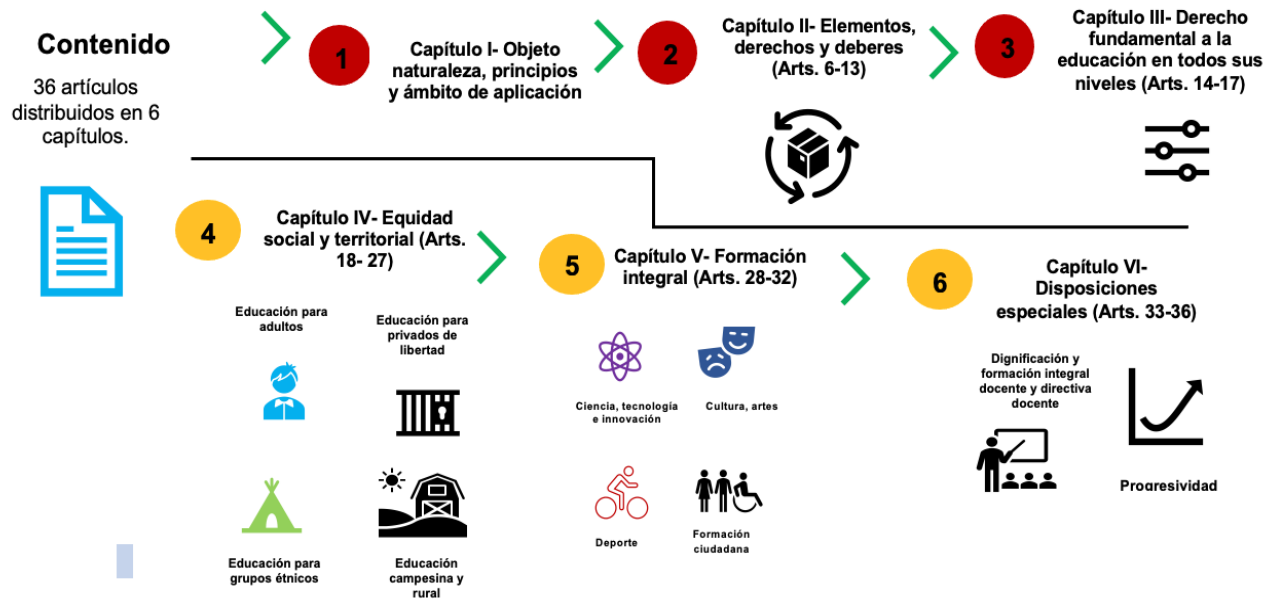 Contenido
36 artículos
distribuidos en 6
capítulos.
1
Capítulo I- Objeto
naturaleza, principios
y ámbito de aplicación
2
Capítulo II- Elementos,
derechos y deberes
(Arts. 6-13)
3
Capítulo III- Derecho
fundamental a la
educación en todos sus
niveles (Arts. 14-17)
4
Capítulo IV- Equidad
social y territorial (Arts.
18- 27)
Educación para
adultos
Educación para
privados de
libertad
Educación para
grupos étnicos
Educación
campesina y
rural
5
Capítulo V- Formación
integral (Arts. 28-32)
Ciencia, tecnología
e innovación
Cultura, artes
Deporte
Formación
ciudadana
6
Capítulo VI-
Disposiciones
especiales (Arts. 33-36)
Dignificación y
formación integral
docente y directiva
docente
Progresividad